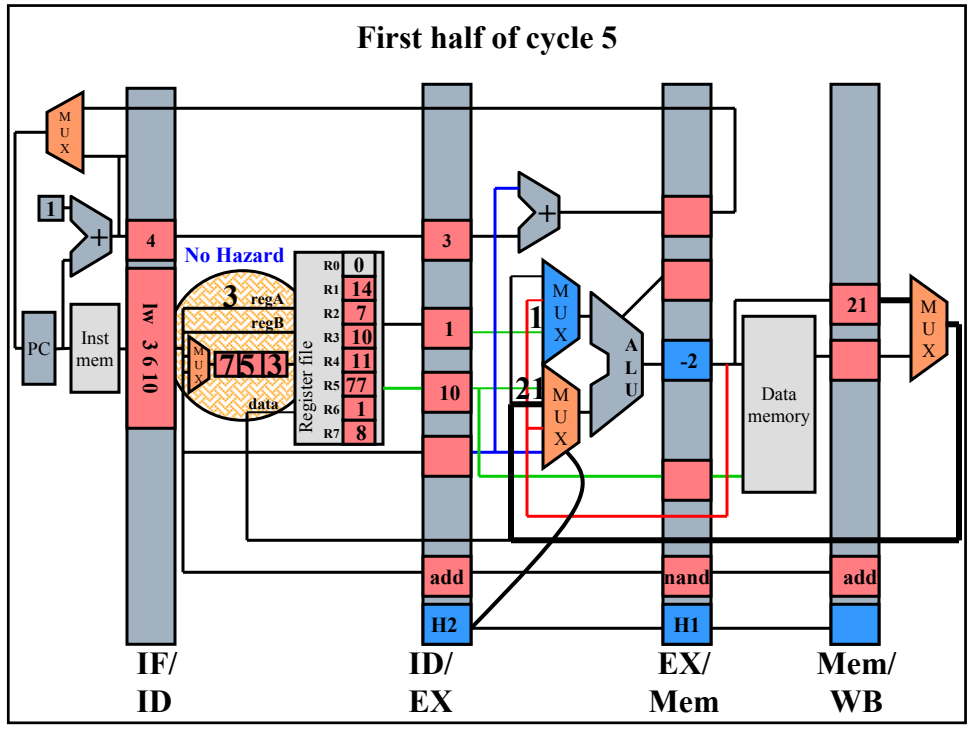 First half of cycle 5
M
U
X
1
+
4
No Hazard
3
+
3
regA
regB
lw 3 6 10
PC
Inst
mem
M
U
X
7 5 3
data
Register file
R0 0
R1 14
R2 7
R3 10
R4 11
R5 77
R6 1
R7 8
1
10
1
M
U
X
21
M
U
X
A
L
U
-2
Data
memory
21
M
U
X
add
nand
add
H2
H1
IF/
ID
ID/
EX
EX/
Mem
Mem/
WB